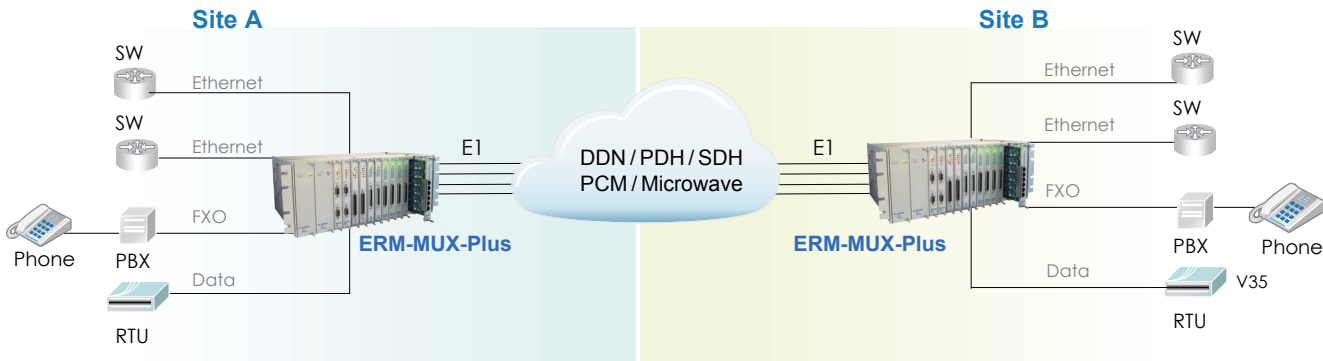 Site A
Site B
SW
Ethernet
SW
Ethernet
FXO
Phone
PBX
Data
RTU
ERM-MUX-Plus
E1
DDN / PDH / SDH
PCM / Microwave
E1
ERM-MUX-Plus
SW
Ethernet
SW
Ethernet
FXO
PBX
Phone
Data
V35
RTU